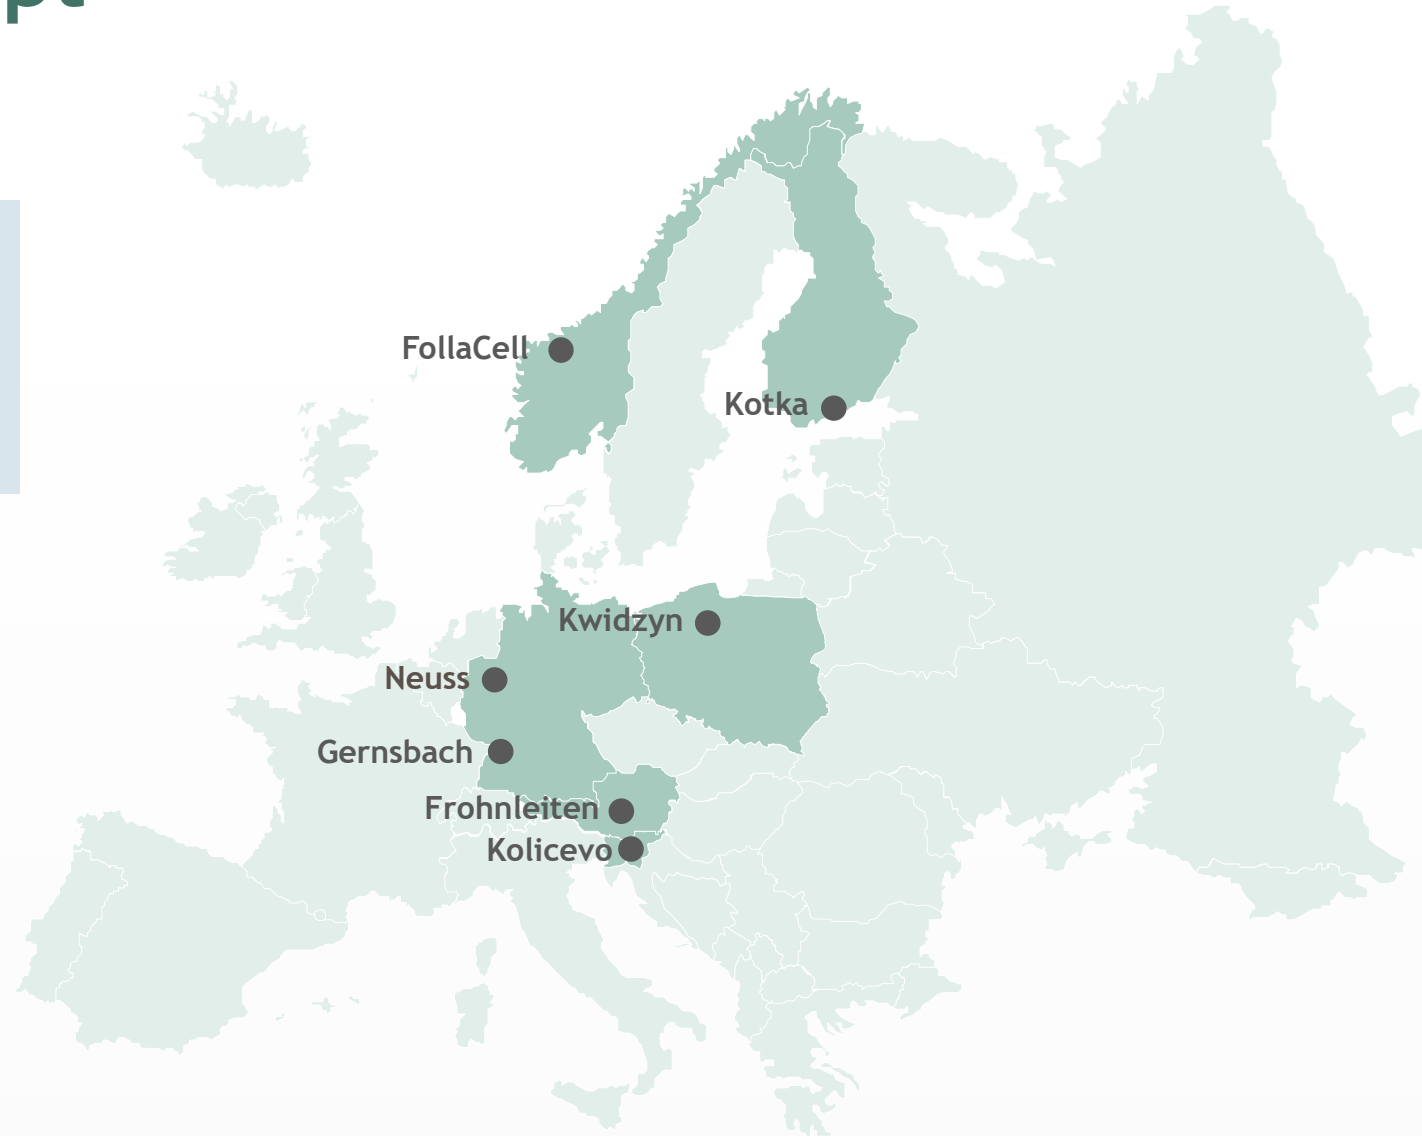 FollaCell
Kotka
Kwidzyn
Neuss
Gernsbach
Frohnleiten
Kolicevo